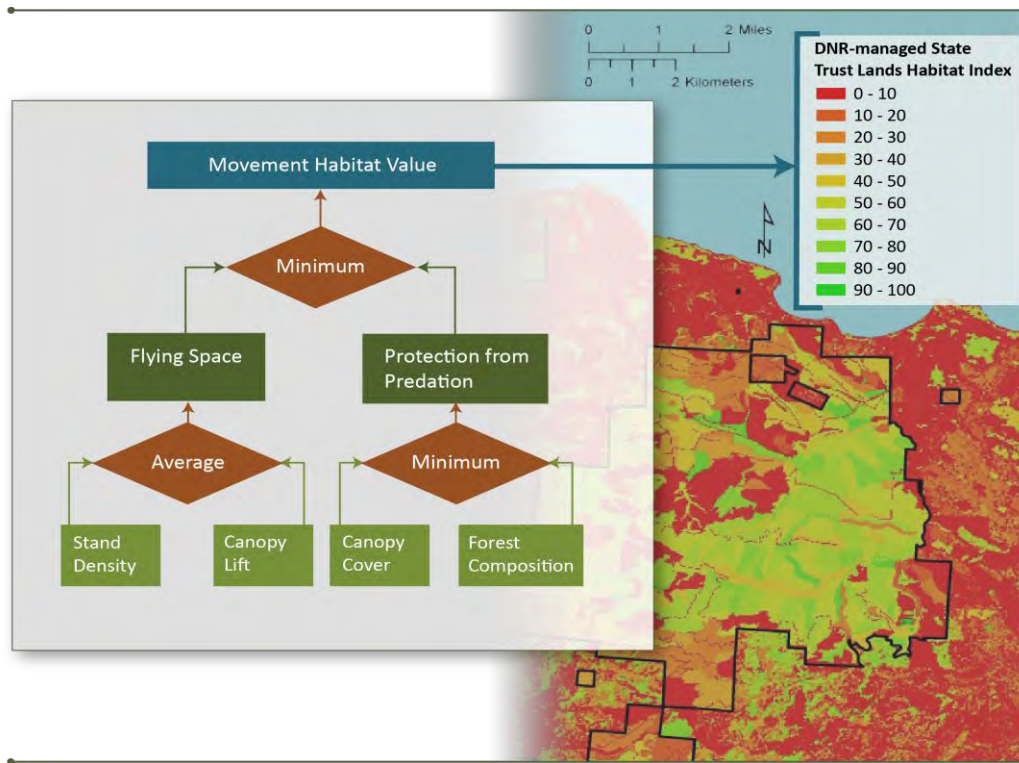 Movement Habitat Value
Minimum
Flying Space
Protection from
Predation
Average
Minimum
Stand
Density
Canopy
Lift
Canopy
Cover
Forest
Composition
0 1 2 Miles
0 1 2 Kilometers
N
DNR-managed State
Trust Lands Habitat Index
0 - 10
10 - 20
20 - 30
30 - 40
40 - 50
50 - 60
60 - 70
70 - 80
80 - 90
90 - 100